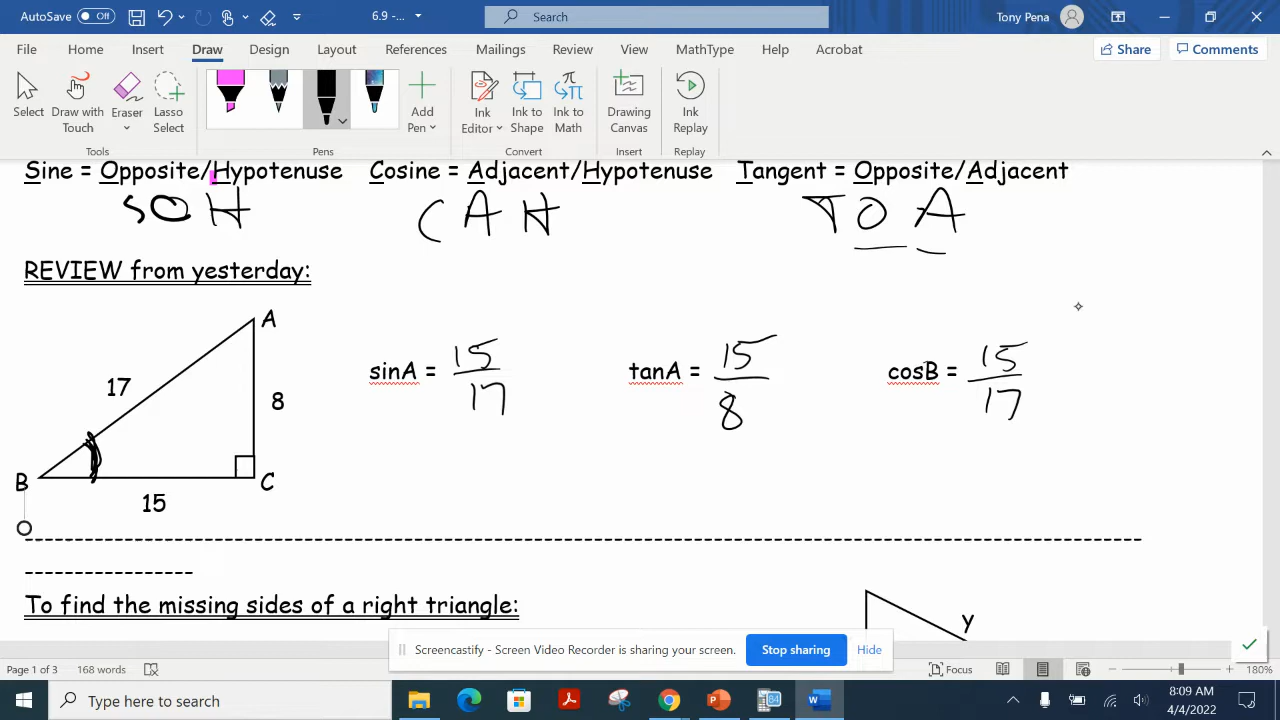 AutoSave Off 6.9 - ... Search Tony Pena
File Home Insert Draw Design Layout References Mailings Review View MathType Help Acrobat Share Comments
Select Draw with Touch Eraser Lasso Select Add Pen Ink Editor Ink to Shape Ink to Math Drawing Canvas Ink Replay
Tools Pens Convert Insert Replay
Sine = Opposite/Hypotenuse Cosine = Adjacent/Hypotenuse Tangent = Opposite/Adjacent
SOH CAH TOA
REVIEW from yesterday:
A
17
8
B
C
15
sinA = 15/17 tanA = 15/8 cosB = 15/17
To find the missing sides of a right triangle:
y
Screencastify - Screen Video Recorder is sharing your screen. Stop sharing Hide
Page 1 of 3 168 words Focus 180%
Type here to search
84
8:09 AM
4/4/2022